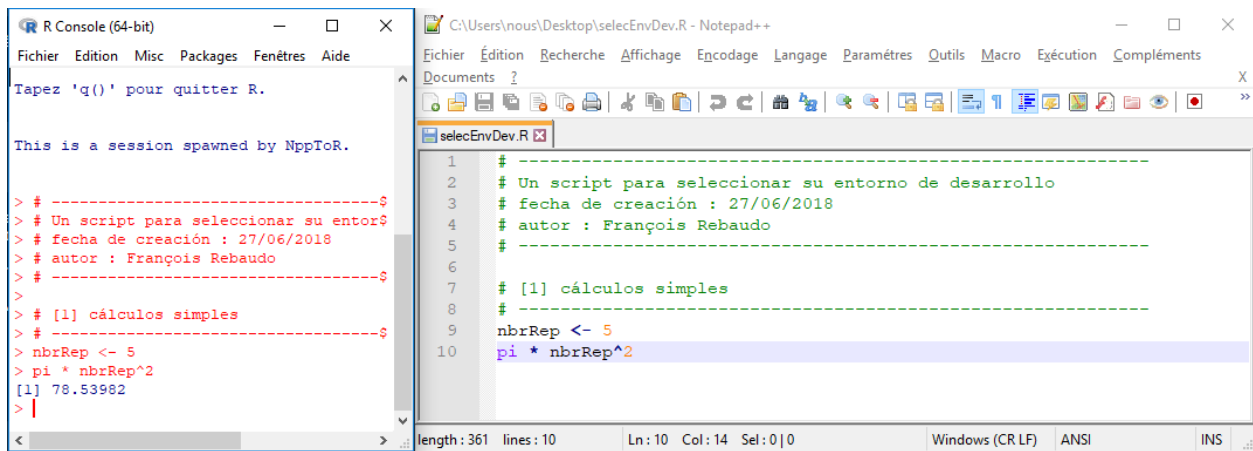 R Console (64-bit)
Fichier Edition Misc Packages Fenêtres Aide
Tapez 'q()' pour quitter R.
This is a session spawned by NppToR.
> # -------------------------------$
> # Un script para seleccionar su entor$
> # fecha de creación : 27/06/2018
> # autor : François Rebaudo
> # -------------------------------$
>
> # [1] cálculos simples
> # -------------------------------$
> nbrRep <- 5
> pi * nbrRep^2
[1] 78.53982
>
C:\Users\nous\Desktop\selecEnvDev.R - Notepad++
Fichier Édition Recherche Affichage Encodage Langage Paramétres Outils Macro Exécution Compléments
Documents ? X
selecEnvDev.R
1 # ------------------------------------------------------------
2 # Un script para seleccionar su entorno de desarrollo
3 # fecha de creación : 27/06/2018
4 # autor : François Rebaudo
5 # ------------------------------------------------------------
6
7 # [1] cálculos simples
8 # ------------------------------------------------------------
9 nbrRep <- 5
10 pi * nbrRep^2
length : 361 lines : 10 Ln : 10 Col : 14 Sel : 0 | 0 Windows (CR LF) ANSI INS